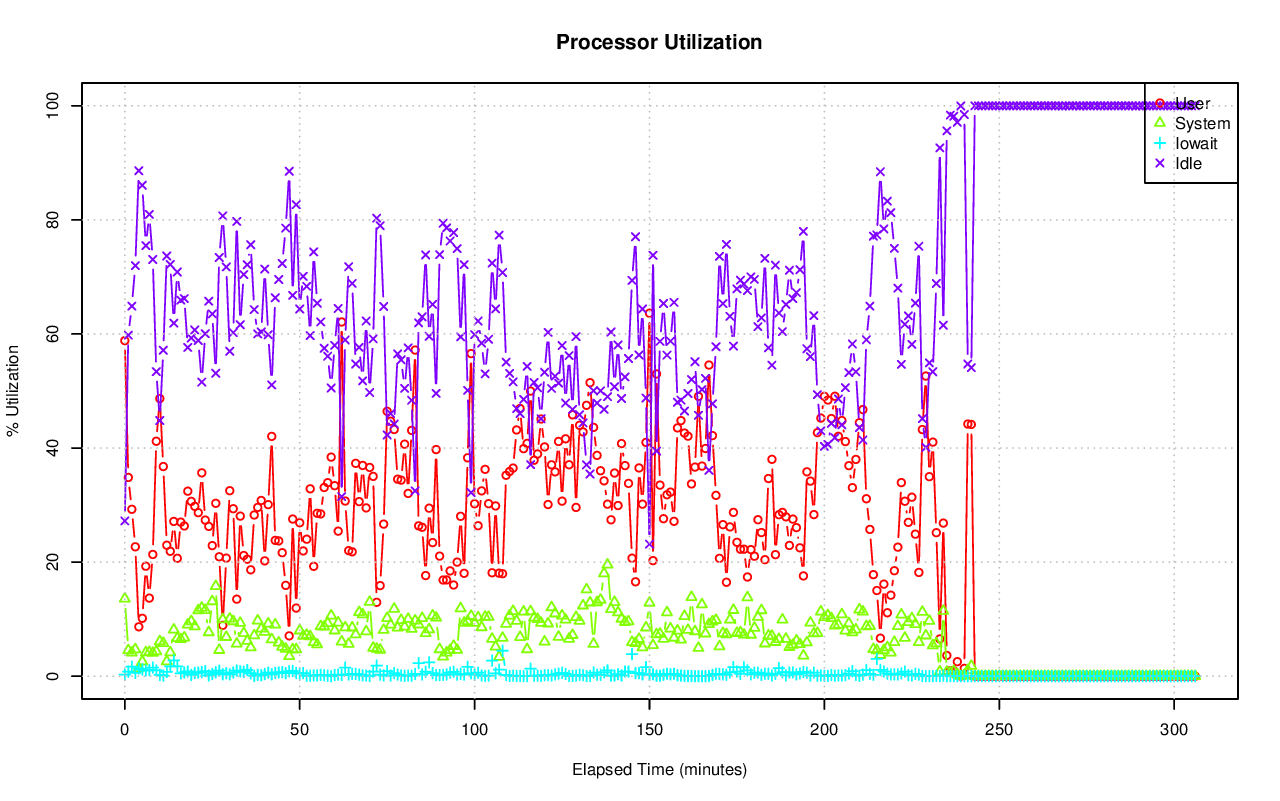 Processor Utilization
% Utilization
100
80
60
40
20
0
User
System
Iowait
Idle
0 50 100 150 200 250 300
Elapsed Time (minutes)